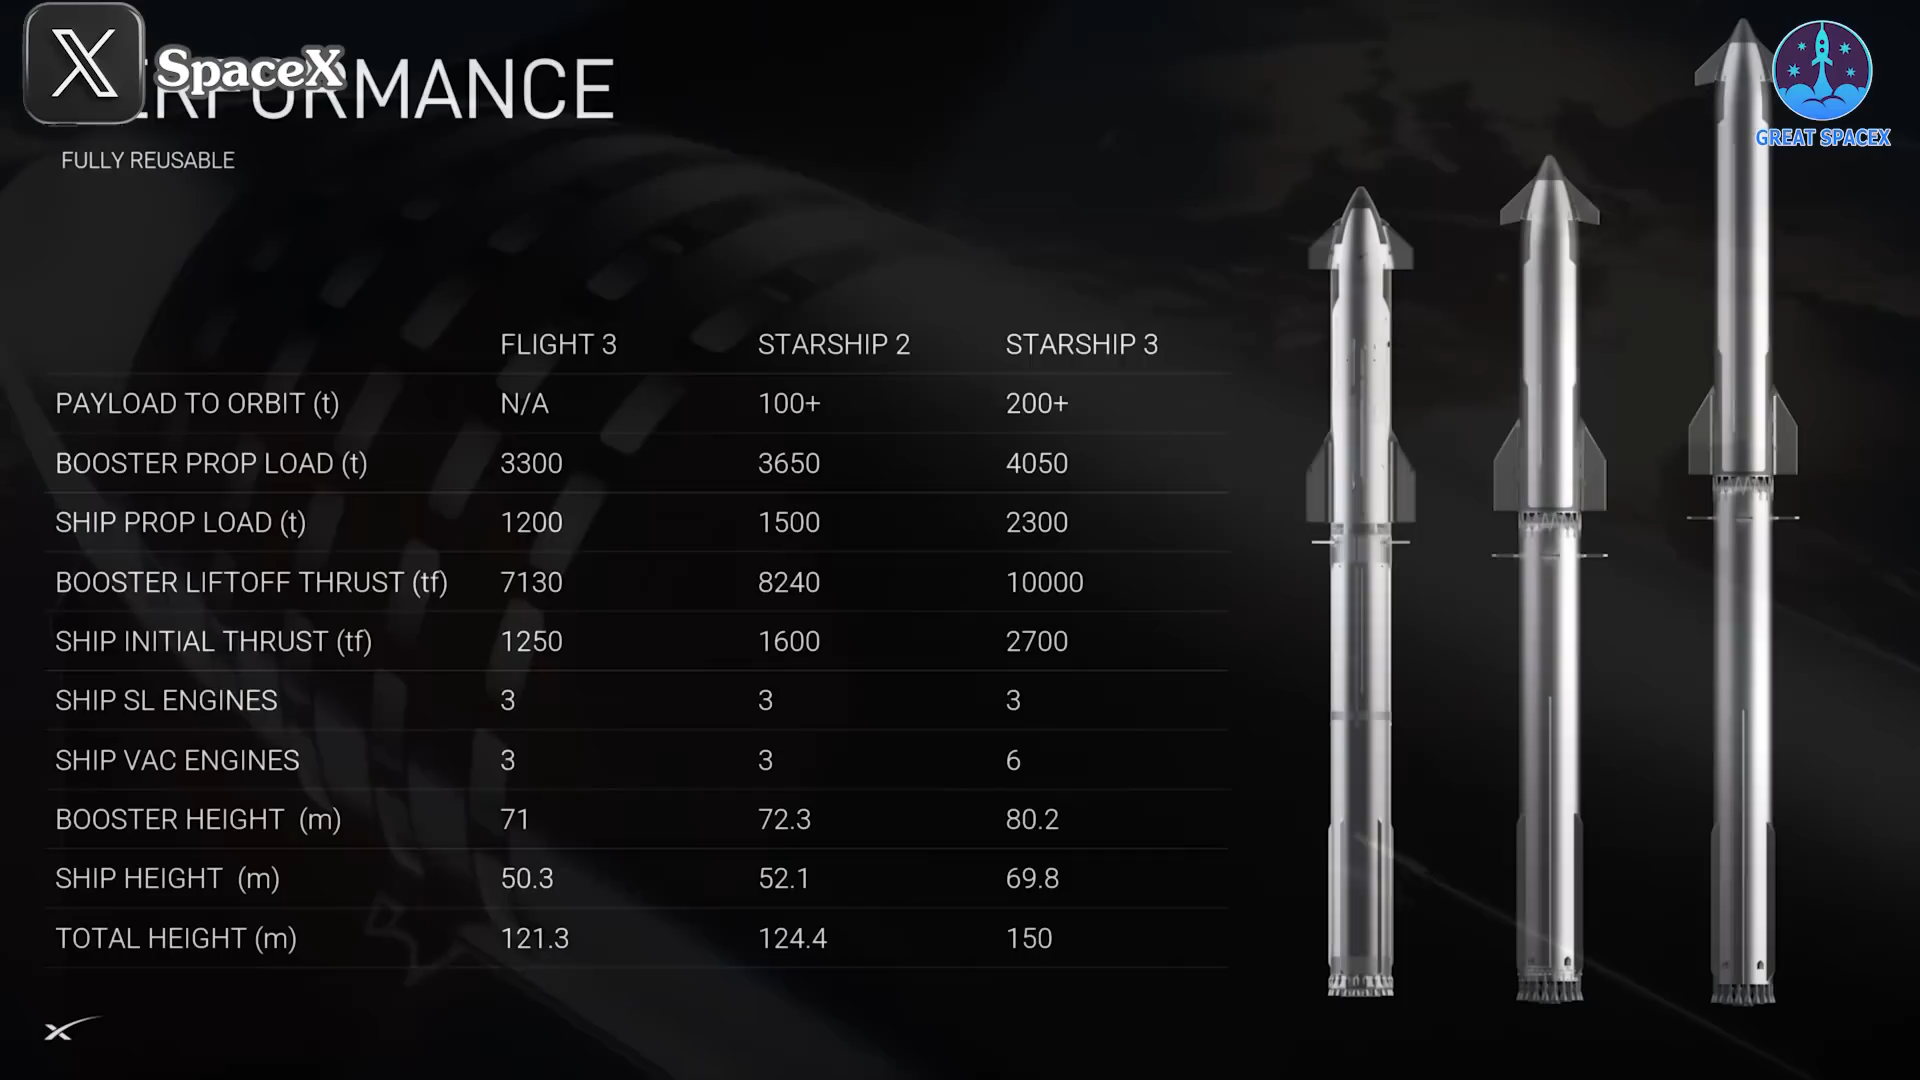 SpaceX
PERFORMANCE
GREAT SPACEX
FULLY REUSABLE
FLIGHT 3 STARSHIP 2 STARSHIP 3
PAYLOAD TO ORBIT (t) N/A 100+ 200+
BOOSTER PROP LOAD (t) 3300 3650 4050
SHIP PROP LOAD (t) 1200 1500 2300
BOOSTER LIFTOFF THRUST (tf) 7130 8240 10000
SHIP INITIAL THRUST (tf) 1250 1600 2700
SHIP SL ENGINES 3 3 3
SHIP VAC ENGINES 3 3 6
BOOSTER HEIGHT (m) 71 72.3 80.2
SHIP HEIGHT (m) 50.3 52.1 69.8
TOTAL HEIGHT (m) 121.3 124.4 150